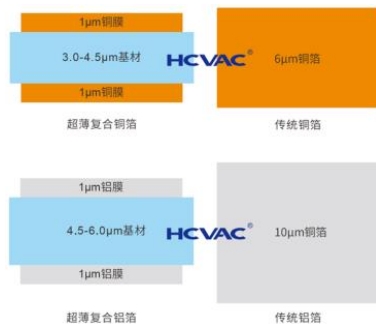 1μm铜膜
3.0-4.5μm基材
HCVAC®
6μm铜箔
1μm铜膜
超薄复合铜箔
传统铜箔
1μm铝膜
4.5-6.0μm基材
HCVAC®
10μm铜箔
1μm铝膜
超薄复合铝箔
传统铝箔